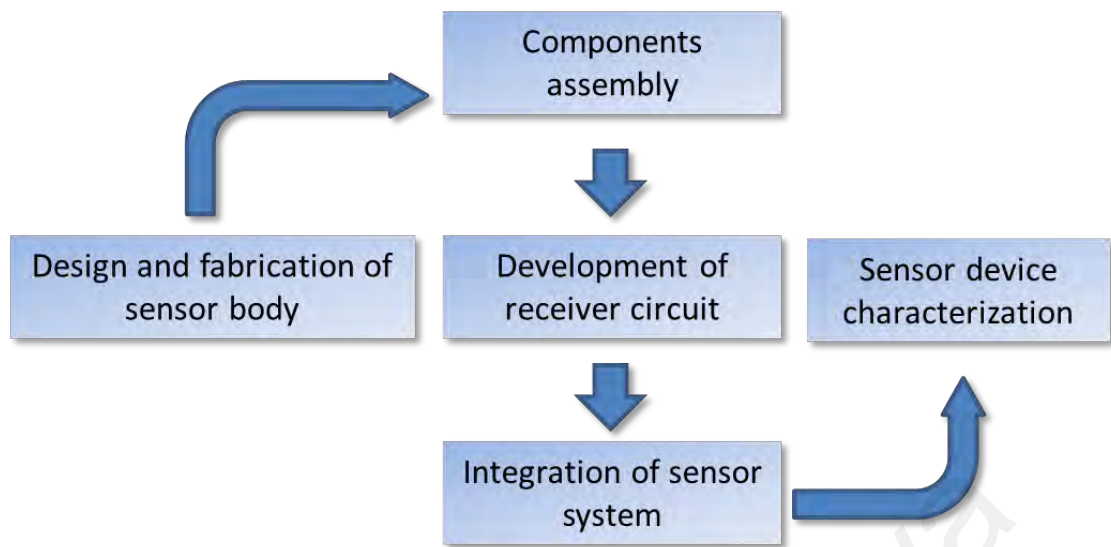 Components
assembly
Design and fabrication of
sensor body
Development of
receiver circuit
Sensor device
characterization
Integration of sensor
system